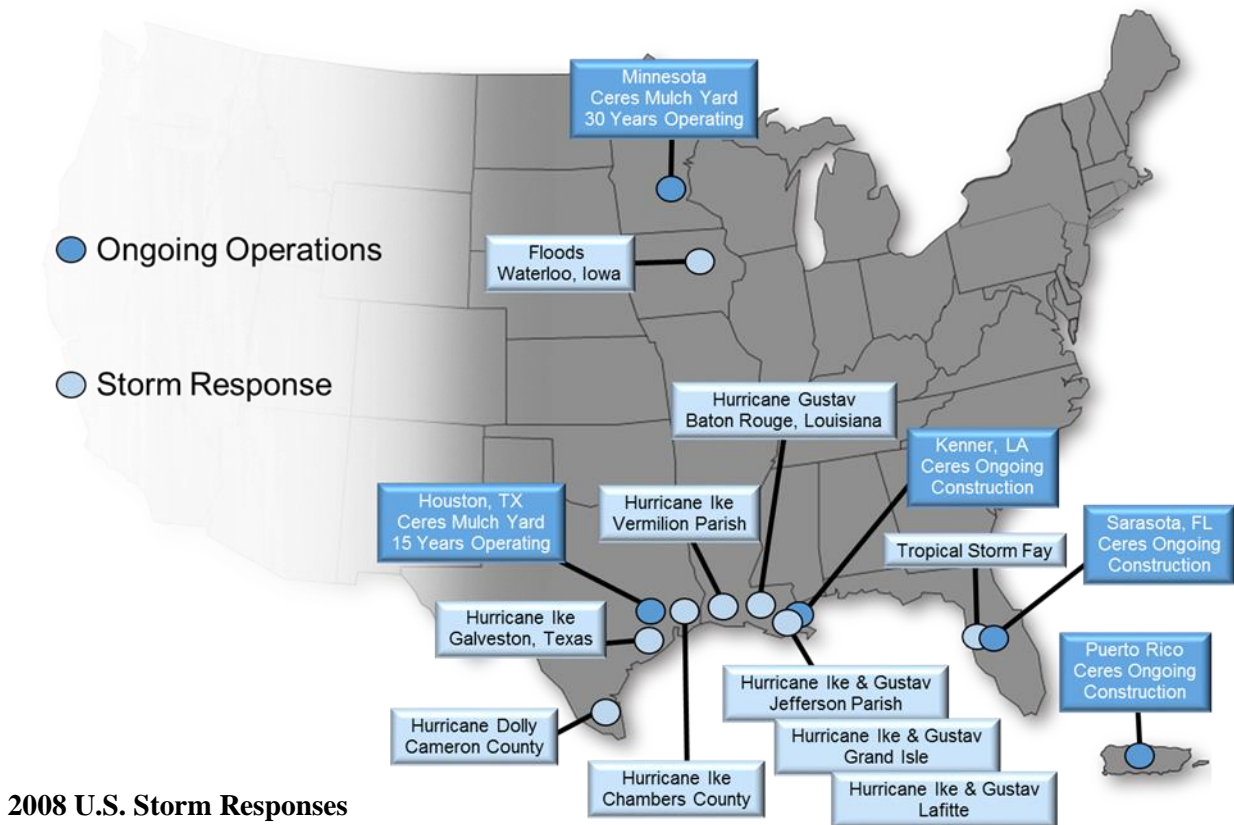 Minnesota
Ceres Mulch Yard
30 Years Operating
Ongoing Operations
Floods
Waterloo, Iowa
Storm Response
Hurricane Gustav
Baton Rouge, Louisiana
Kenner, LA
Ceres Ongoing
Construction
Houston, TX
Ceres Mulch Yard
15 Years Operating
Hurricane Ike
Vermilion Parish
Sarasota, FL
Ceres Ongoing
Construction
Tropical Storm Fay
Hurricane Ike
Galveston, Texas
Puerto Rico
Ceres Ongoing
Construction
Hurricane Ike & Gustav
Jefferson Parish
Hurricane Dolly
Cameron County
Hurricane Ike & Gustav
Grand Isle
Hurricane Ike
Chambers County
Hurricane Ike & Gustav
Lafitte
2008 U.S. Storm Responses